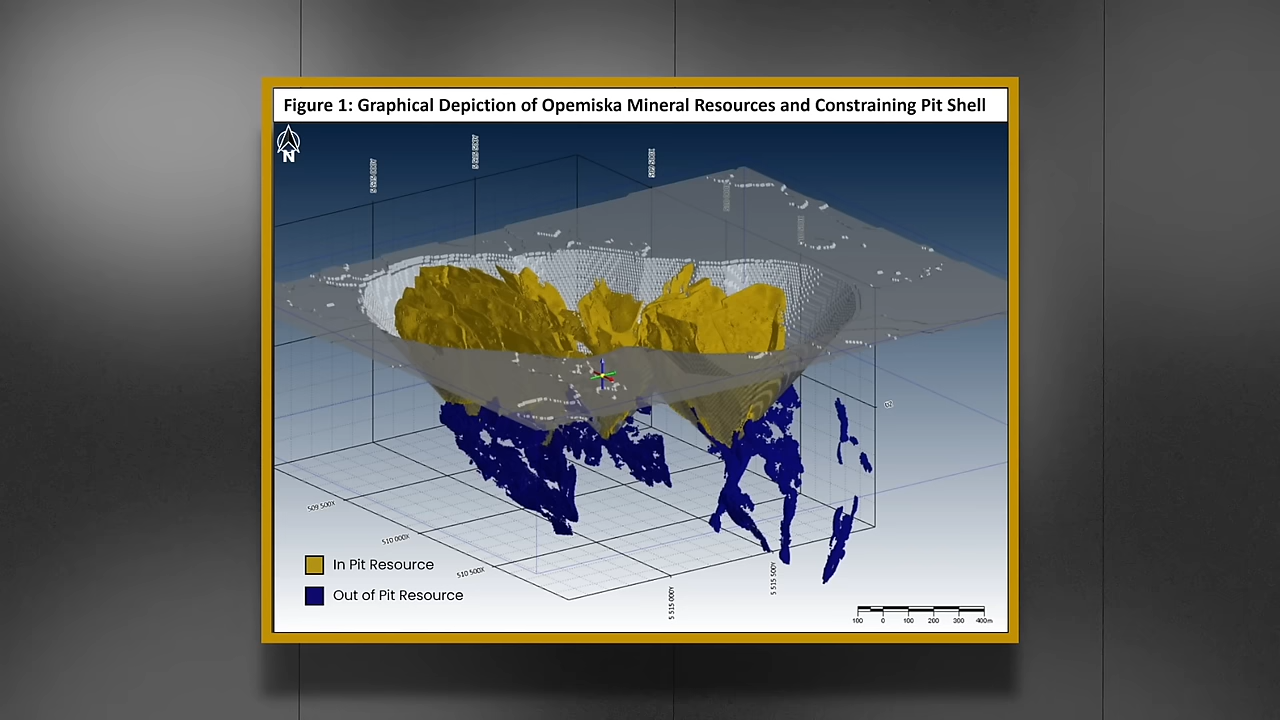 Figure 1: Graphical Depiction of Opemiska Mineral Resources and Constraining Pit Shell
N
509 500X
510 000X
510 500X
5 515 000Y
5 515 500Y
In Pit Resource
Out of Pit Resource
100 0 100 200 300 400m